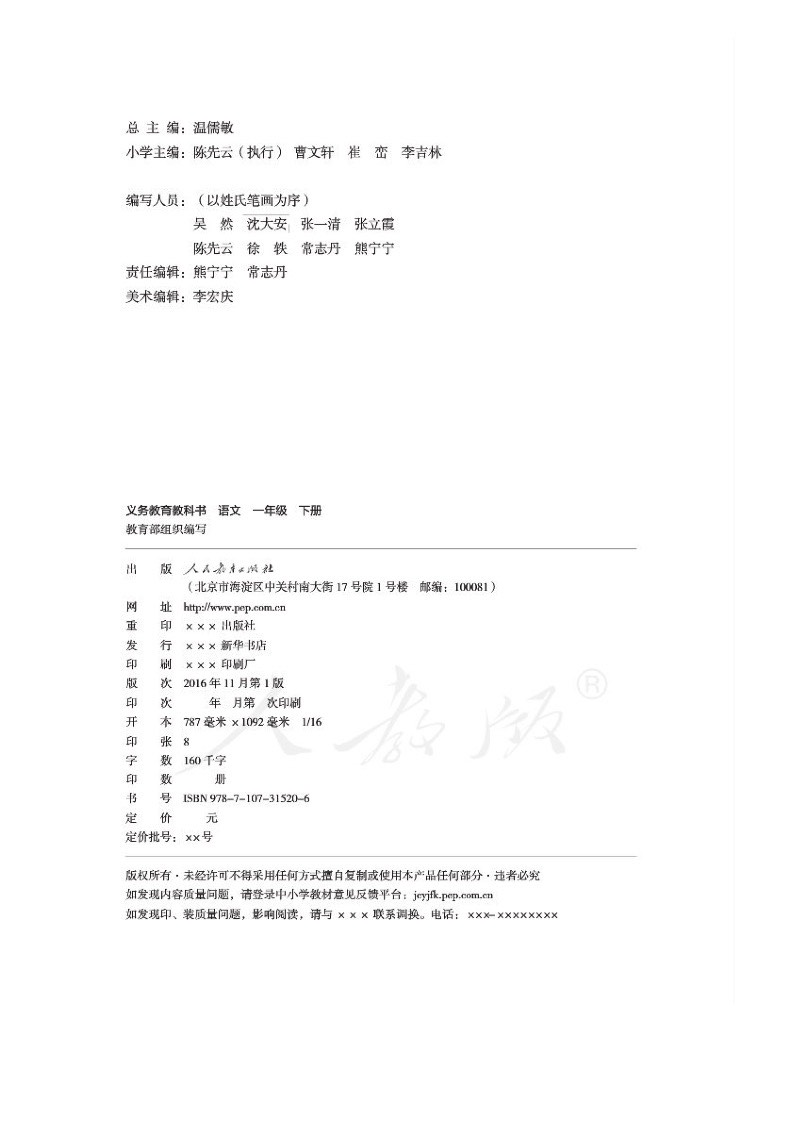 总 主 编：温儒敏
小学主编：陈先云（执行） 曹文轩 崔 峦 李吉林
编写人员：（以姓氏笔画为序）
吴 然 沈大安 张一清 张立霞
陈先云 徐 轶 常志丹 熊宁宁
责任编辑：熊宁宁 常志丹
美术编辑：李宏庆
义务教育教科书 语文 一年级 下册
教育部组织编写
出 版 人民教育出版社
（北京市海淀区中关村南大街 17 号院 1 号楼 邮编：100081）
网 址 http://www.pep.com.cn
重 印 ××× 出版社
发 行 ××× 新华书店
印 刷 ××× 印刷厂
版 次 2016 年 11 月第 1 版
印 次 年 月第 次印刷
开 本 787 毫米 ×1092 毫米 1/16
印 张 8
字 数 160 千字
印 数 册
书 号 ISBN 978-7-107-31520-6
定 价 元
定价批号：××号
版权所有·未经许可不得采用任何方式擅自复制或使用本产品任何部分·违者必究
如发现内容质量问题，请登录中小学教材意见反馈平台：jcyjfk.pep.com.cn
如发现印、装质量问题，影响阅读，请与 ××× 联系调换。电话：×××-××××××××
人教版®